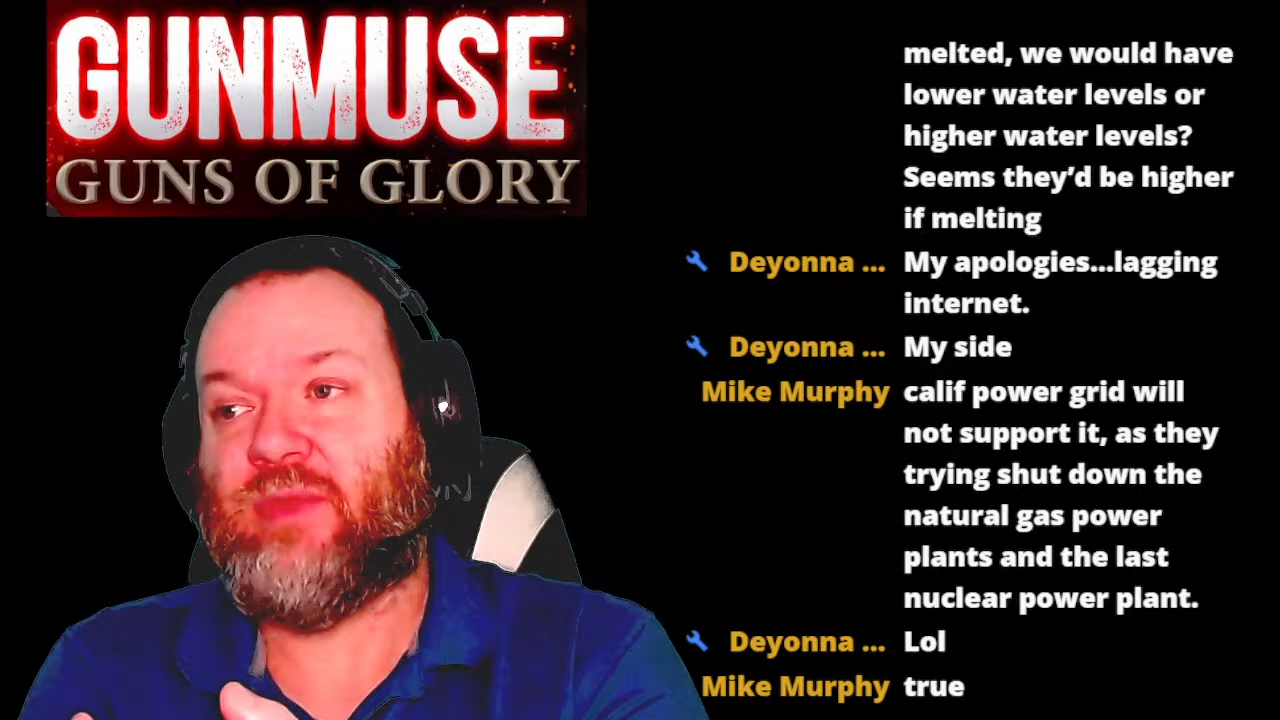 GUNMUSE
GUNS OF GLORY
melted, we would have
lower water levels or
higher water levels?
Seems they’d be higher
if melting
Deyonna ... My apologies...lagging
internet.
Deyonna ... My side
Mike Murphy calif power grid will
not support it, as they
trying shut down the
natural gas power
plants and the last
nuclear power plant.
Deyonna ... Lol
Mike Murphy true